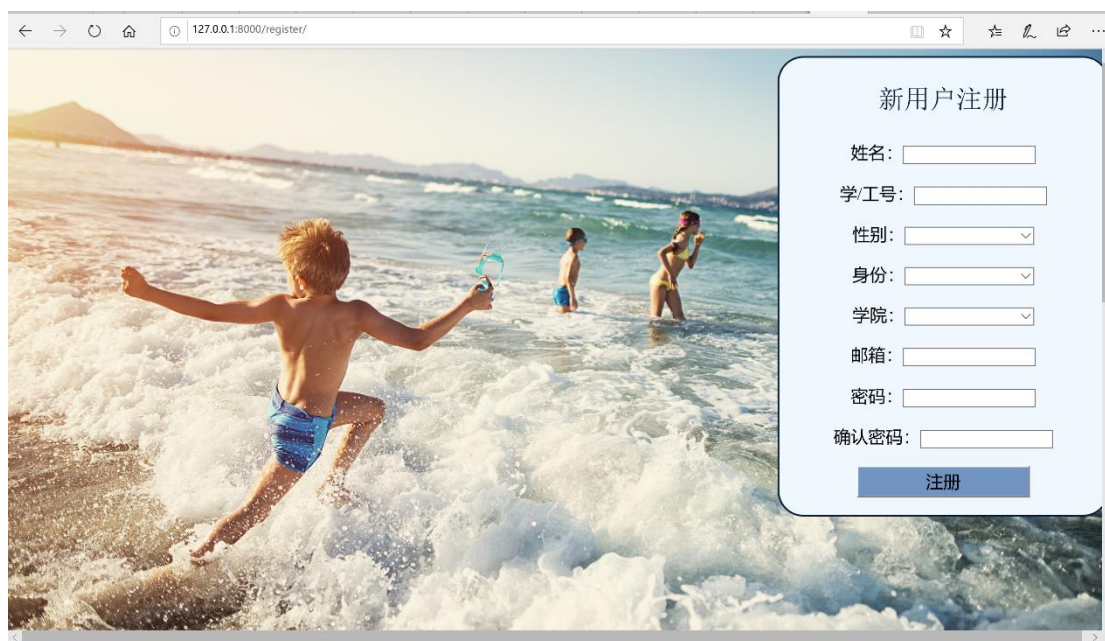 127.0.0.1:8000/register/
新用户注册
姓名：
学/工号：
性别：
身份：
学院：
邮箱：
密码：
确认密码：
注册